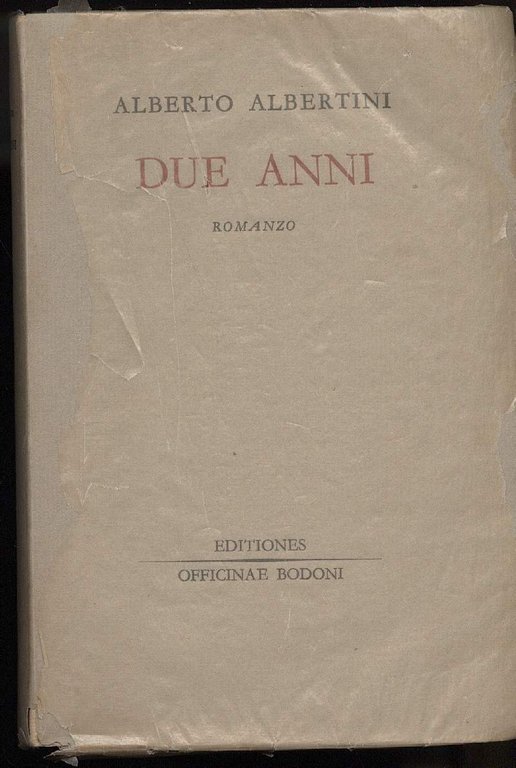 ALBERTO ALBERTINI
DUE ANNI
ROMANZO
EDITIONES
OFFICINAE BODONI